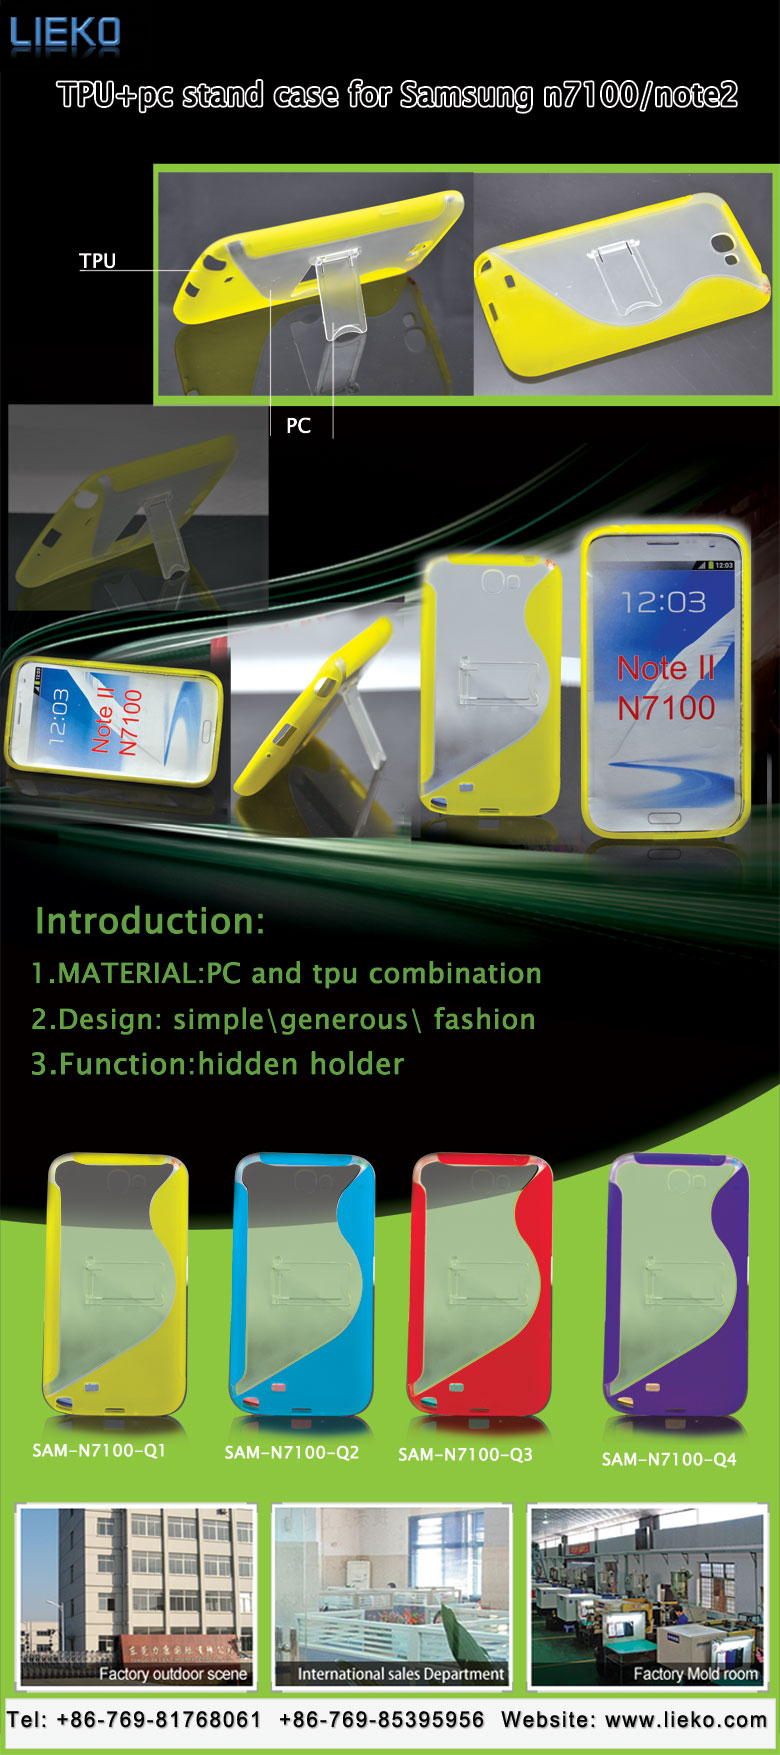 LIEKO
TPU+pc stand case for Samsung n7100/note2
TPU
PC
12:03
12:03
Note II
N7100
12:03
12:03
Note II
N7100
Introduction:
1.MATERIAL:PC and tpu combination
2.Design: simple\generous\ fashion
3.Function:hidden holder
SAM-N7100-Q1
SAM-N7100-Q2
SAM-N7100-Q3
SAM-N7100-Q4
Factory outdoor scene
International sales Department
Factory Mold room
Tel: +86-769-81768061 +86-769-85395956 Website: www.lieko.com